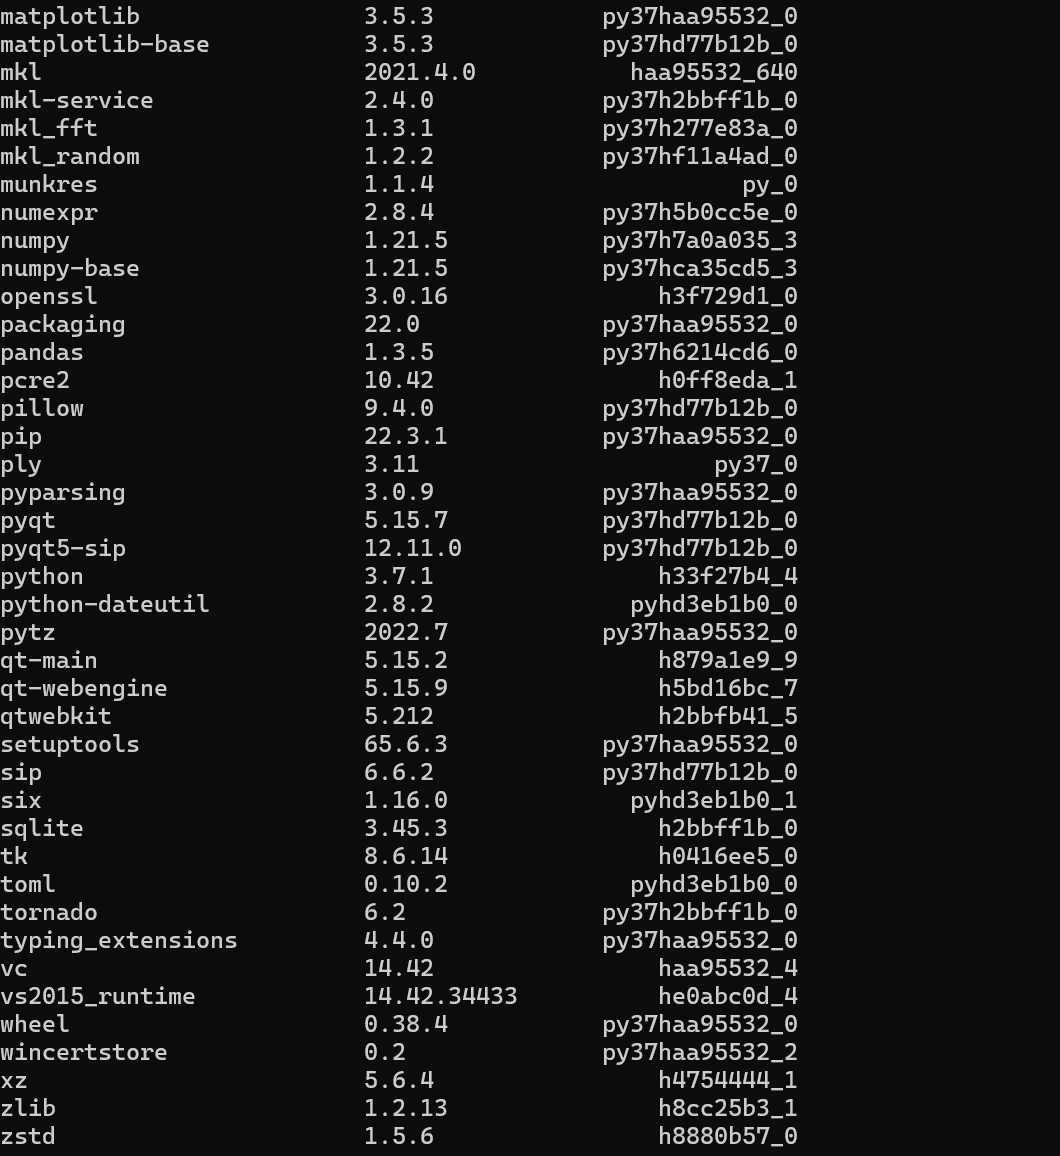 matplotlib 3.5.3 py37haa95532_0
matplotlib-base 3.5.3 py37hd77b12b_0
mkl 2021.4.0 haa95532_640
mkl-service 2.4.0 py37h2bbff1b_0
mkl_fft 1.3.1 py37h277e83a_0
mkl_random 1.2.2 py37hf11a4ad_0
munkres 1.1.4 py_0
numexpr 2.8.4 py37h5b0cc5e_0
numpy 1.21.5 py37h7a0a035_3
numpy-base 1.21.5 py37hca35cd5_3
openssl 3.0.16 h3f729d1_0
packaging 22.0 py37haa95532_0
pandas 1.3.5 py37h6214cd6_0
pcre2 10.42 h0ff8eda_1
pillow 9.4.0 py37hd77b12b_0
pip 22.3.1 py37haa95532_0
ply 3.11 py37_0
pyparsing 3.0.9 py37haa95532_0
pyqt 5.15.7 py37hd77b12b_0
pyqt5-sip 12.11.0 py37hd77b12b_0
python 3.7.1 h33f27b4_4
python-dateutil 2.8.2 pyhd3eb1b0_0
pytz 2022.7 py37haa95532_0
qt-main 5.15.2 h879a1e9_9
qt-webengine 5.15.9 h5bd16bc_7
qtwebkit 5.212 h2bbfb41_5
setuptools 65.6.3 py37haa95532_0
sip 6.6.2 py37hd77b12b_0
six 1.16.0 pyhd3eb1b0_1
sqlite 3.45.3 h2bbff1b_0
tk 8.6.14 h0416ee5_0
toml 0.10.2 pyhd3eb1b0_0
tornado 6.2 py37h2bbff1b_0
typing_extensions 4.4.0 py37haa95532_0
vc 14.42 haa95532_4
vs2015_runtime 14.42.34433 he0abc0d_4
wheel 0.38.4 py37haa95532_0
wincertstore 0.2 py37haa95532_2
xz 5.6.4 h4754444_1
zlib 1.2.13 h8cc25b3_1
zstd 1.5.6 h8880b57_0